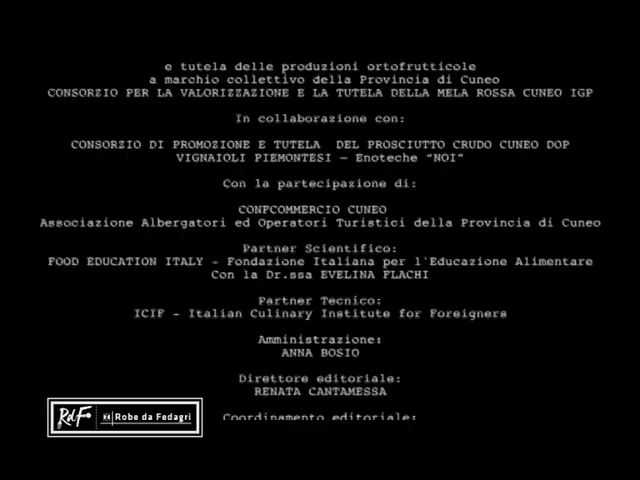 e tutela delle produzioni ortofrutticole
a marchio collettivo della Provincia di Cuneo
CONSORZIO PER LA VALORIZZAZIONE E LA TUTELA DELLA MELA ROSSA CUNEO IGP
In collaborazione con:
CONSORZIO DI PROMOZIONE E TUTELA DEL PROSCIUTTO CRUDO CUNEO DOP
VIGNAIOLI PIEMONTESI – Enoteche "NOI"
Con la partecipazione di:
CONFCOMMERCIO CUNEO
Associazione Albergatori ed Operatori Turistici della Provincia di Cuneo
Partner Scientifico:
FOOD EDUCATION ITALY - Fondazione Italiana per l'Educazione Alimentare
Con la Dr.ssa EVELINA FLACHI
Partner Tecnico:
ICIF - Italian Culinary Institute for Foreigners
Amministrazione:
ANNA BOSIO
Direttore editoriale:
RENATA CANTAMESSA
Coordinamento editoriale:
RdF Robe da Fedagri